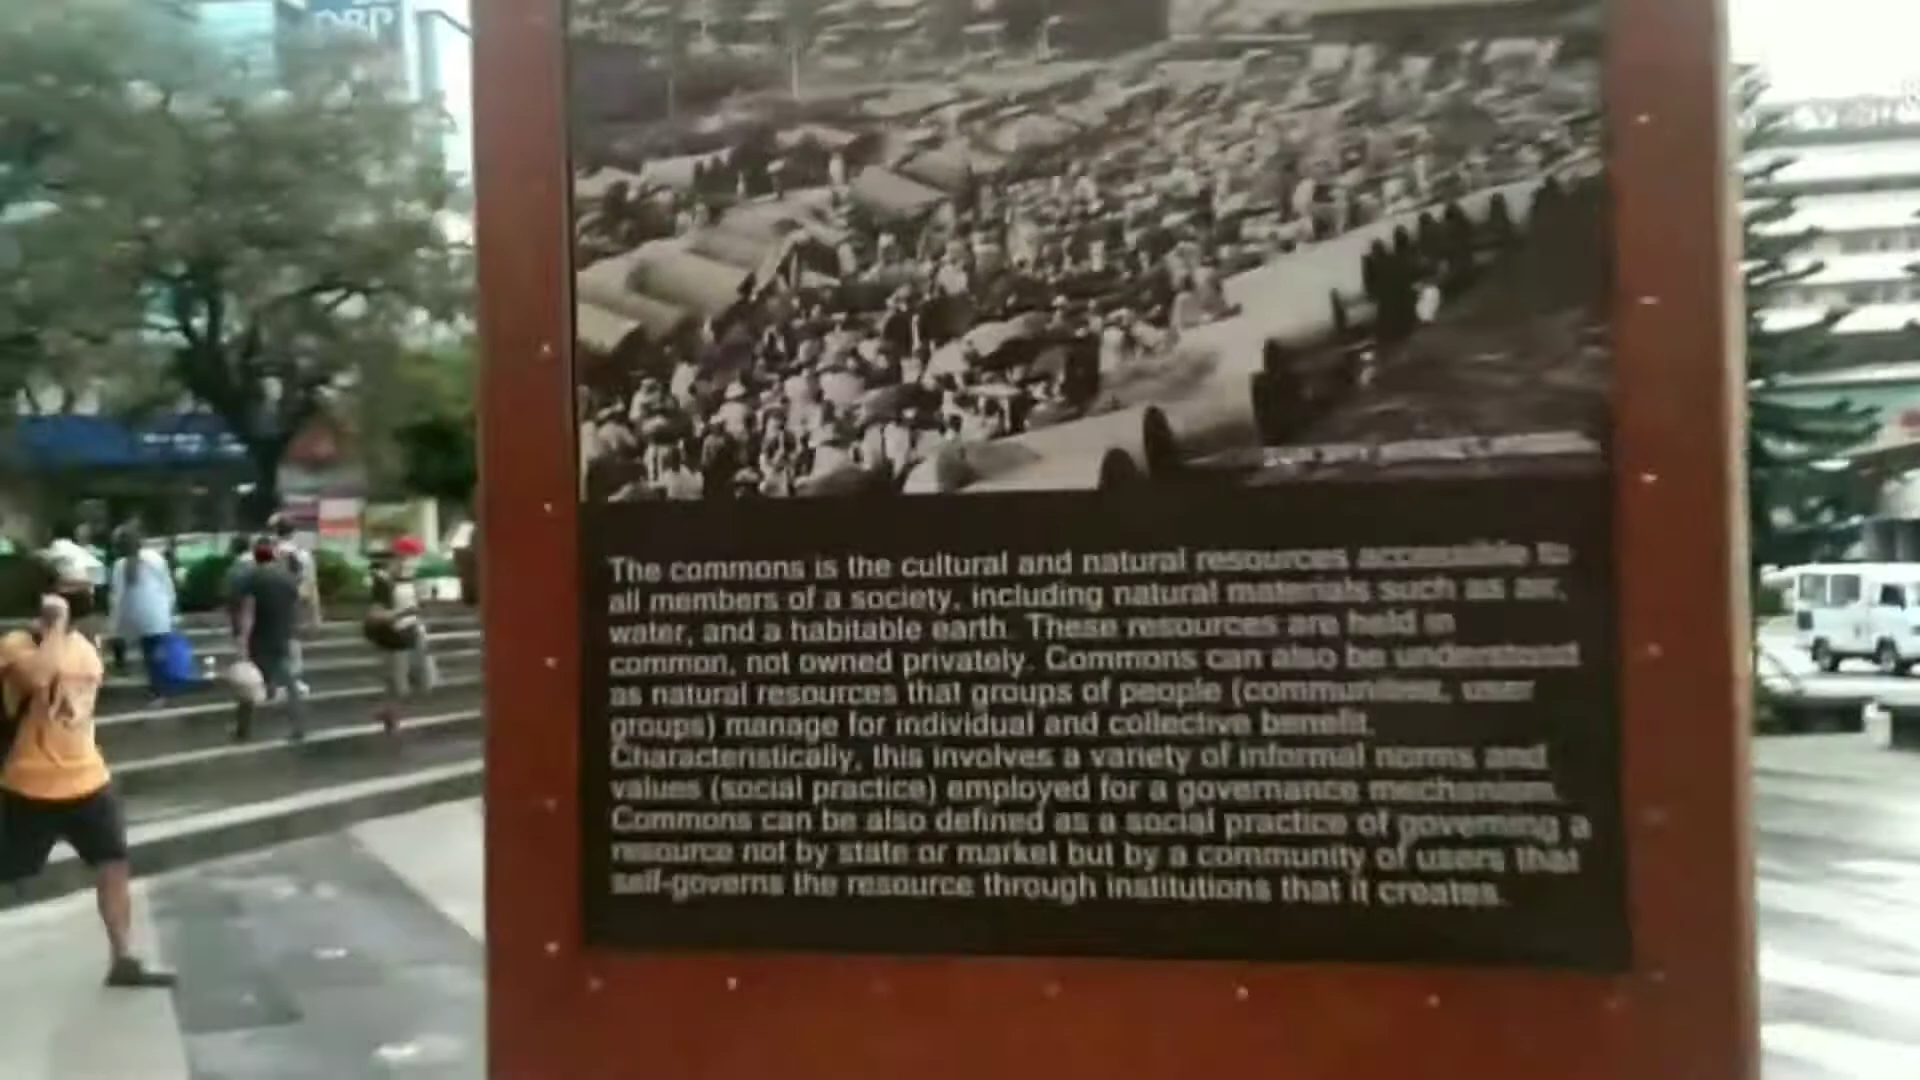 DBP
The commons is the cultural and natural resources accessible to
all members of a society, including natural materials such as air,
water, and a habitable earth. These resources are held in
common, not owned privately. Commons can also be understood
as natural resources that groups of people (communities, user
groups) manage for individual and collective benefit.
Characteristically, this involves a variety of informal norms and
values (social practice) employed for a governance mechanism.
Commons can be also defined as a social practice of governing a
resource not by state or market but by a community of users that
self-governs the resource through institutions that it creates.